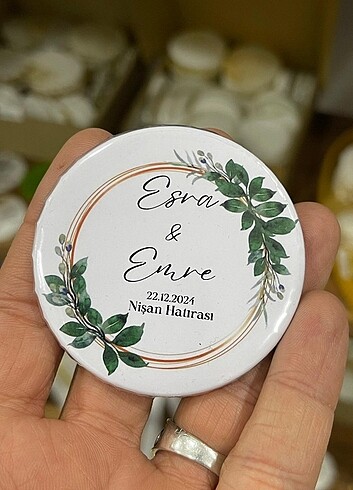 Esra
&
Emre
22.12.2024
Nişan Hatırası